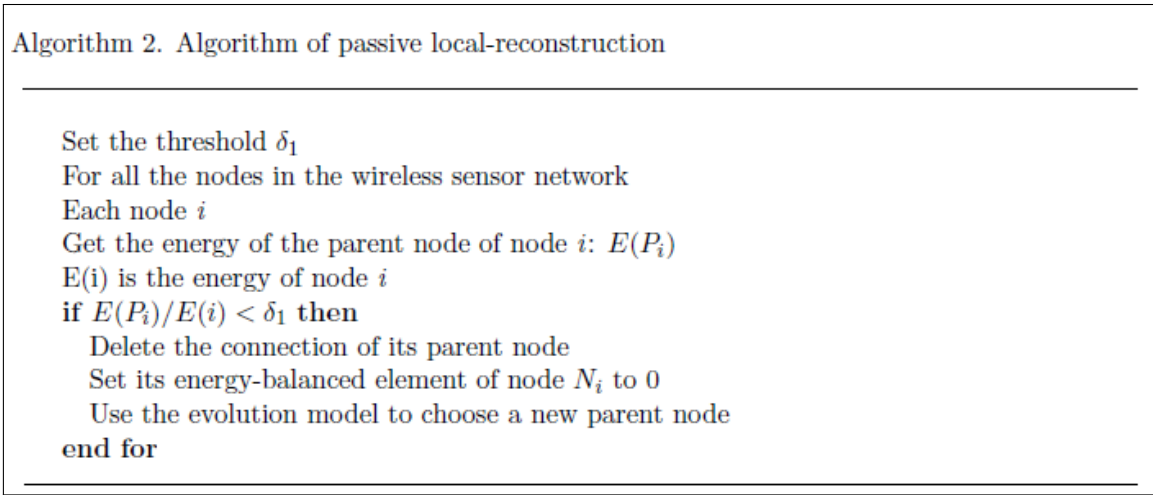 Algorithm 2. Algorithm of passive local-reconstruction
Set the threshold δ₁
For all the nodes in the wireless sensor network
Each node i
Get the energy of the parent node of node i: E(Pᵢ)
E(i) is the energy of node i
if E(Pᵢ)/E(i) < δ₁ then
Delete the connection of its parent node
Set its energy-balanced element of node Nᵢ to 0
Use the evolution model to choose a new parent node
end for